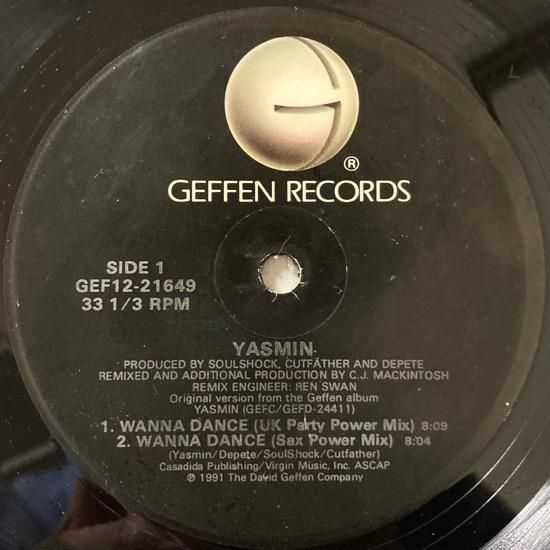 G
®
GEFFEN RECORDS
SIDE 1
GEF12-21649
33 1/3 RPM
YASMIN
PRODUCED BY SOULSHOCK, CUTFATHER AND DEPETE
REMIXED AND ADDITIONAL PRODUCTION BY C.J. MACKINTOSH
REMIX ENGINEER: REN SWAN
Original version from the Geffen album
YASMIN (GEFC/GEFD-24411)
1. WANNA DANCE (UK Party Power Mix) 8:09
2. WANNA DANCE (Sax Power Mix) 8:04
(Yasmin/Depete/SoulShock/Cutfather)
Casadida Publishing/Virgin Music, Inc. ASCAP
℗ 1991 The David Geffen Company